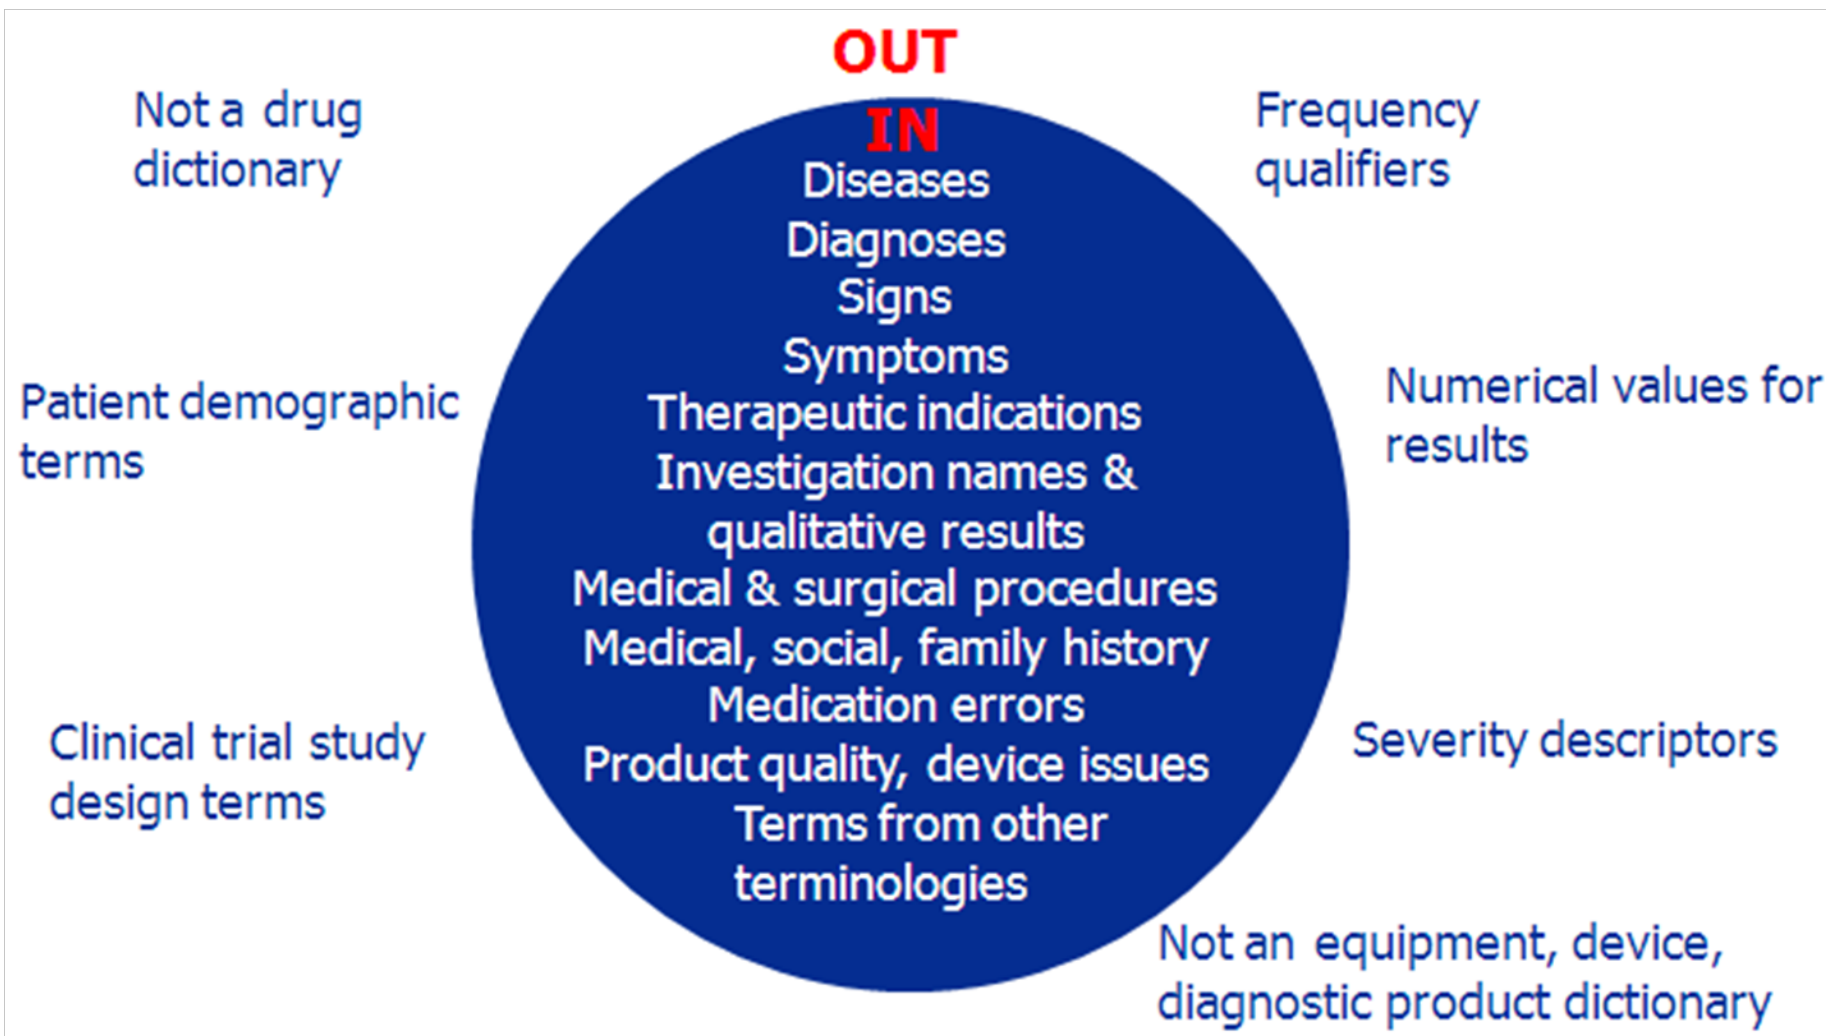 OUT
IN
Not a drug
dictionary
Frequency
qualifiers
Diseases
Diagnoses
Signs
Symptoms
Therapeutic indications
Investigation names &
qualitative results
Medical & surgical procedures
Medical, social, family history
Medication errors
Product quality, device issues
Terms from other
terminologies
Patient demographic
terms
Numerical values for
results
Clinical trial study
design terms
Severity descriptors
Not an equipment, device,
diagnostic product dictionary